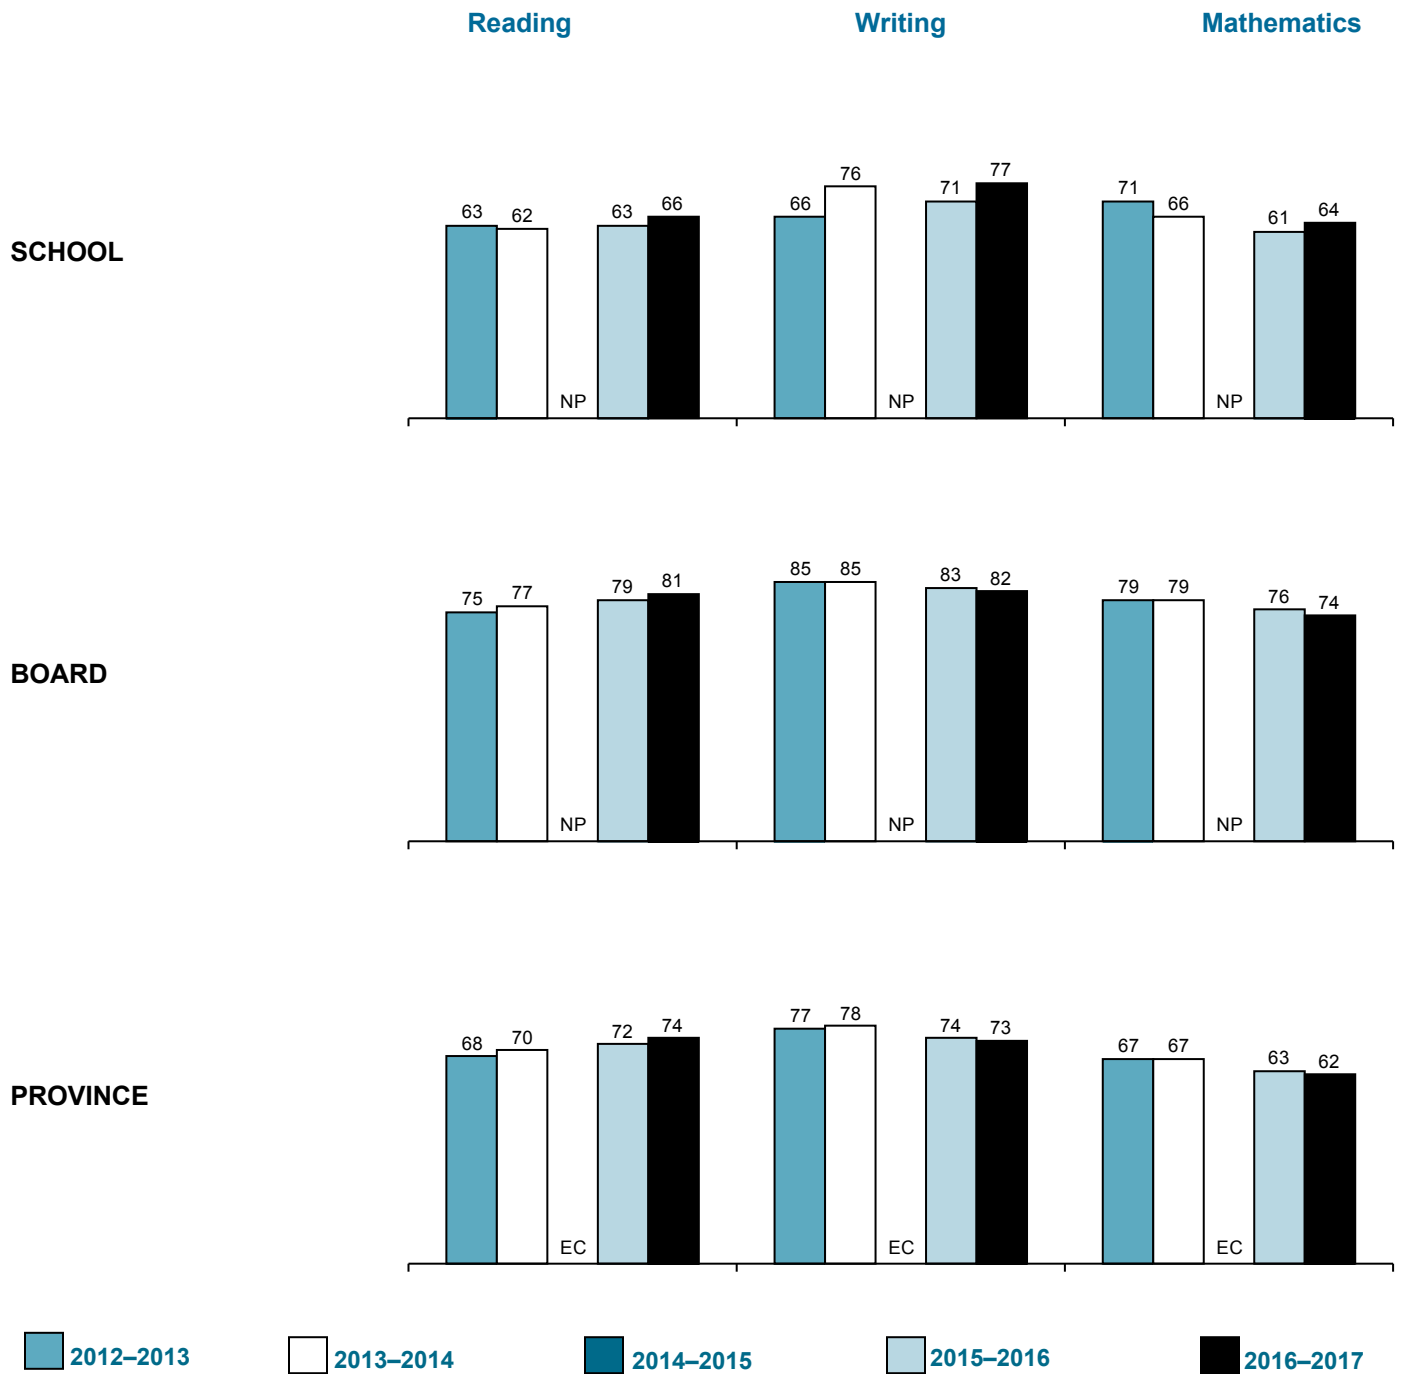 Reading Writing Mathematics
SCHOOL
63 62 NP 63 66 66 76 NP 71 77 71 66 NP 61 64
BOARD
75 77 NP 79 81 85 85 NP 83 82 79 79 NP 76 74
PROVINCE
68 70 EC 72 74 77 78 EC 74 73 67 67 EC 63 62
2012–2013 2013–2014 2014–2015 2015–2016 2016–2017